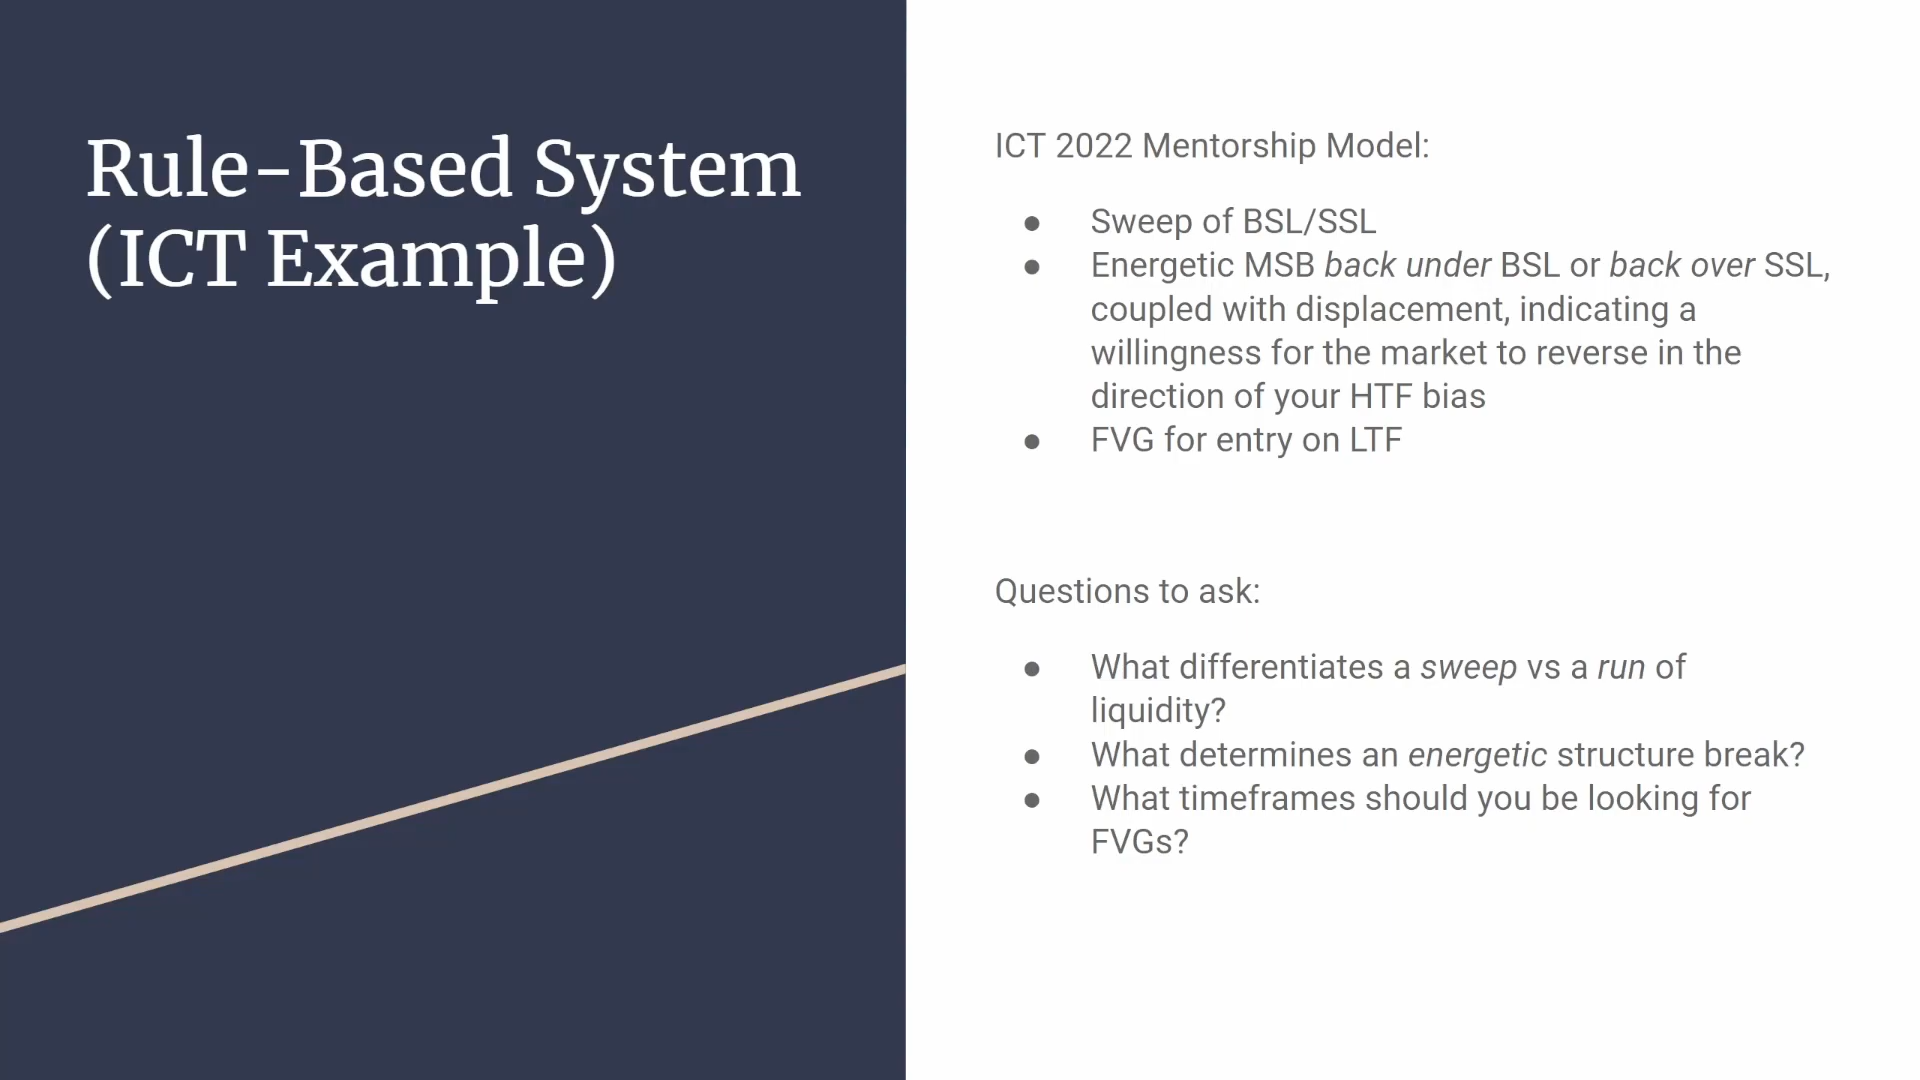 Rule-Based System
(ICT Example)
ICT 2022 Mentorship Model:
● Sweep of BSL/SSL
● Energetic MSB back under BSL or back over SSL,
coupled with displacement, indicating a
willingness for the market to reverse in the
direction of your HTF bias
● FVG for entry on LTF
Questions to ask:
● What differentiates a sweep vs a run of
liquidity?
● What determines an energetic structure break?
● What timeframes should you be looking for
FVGs?